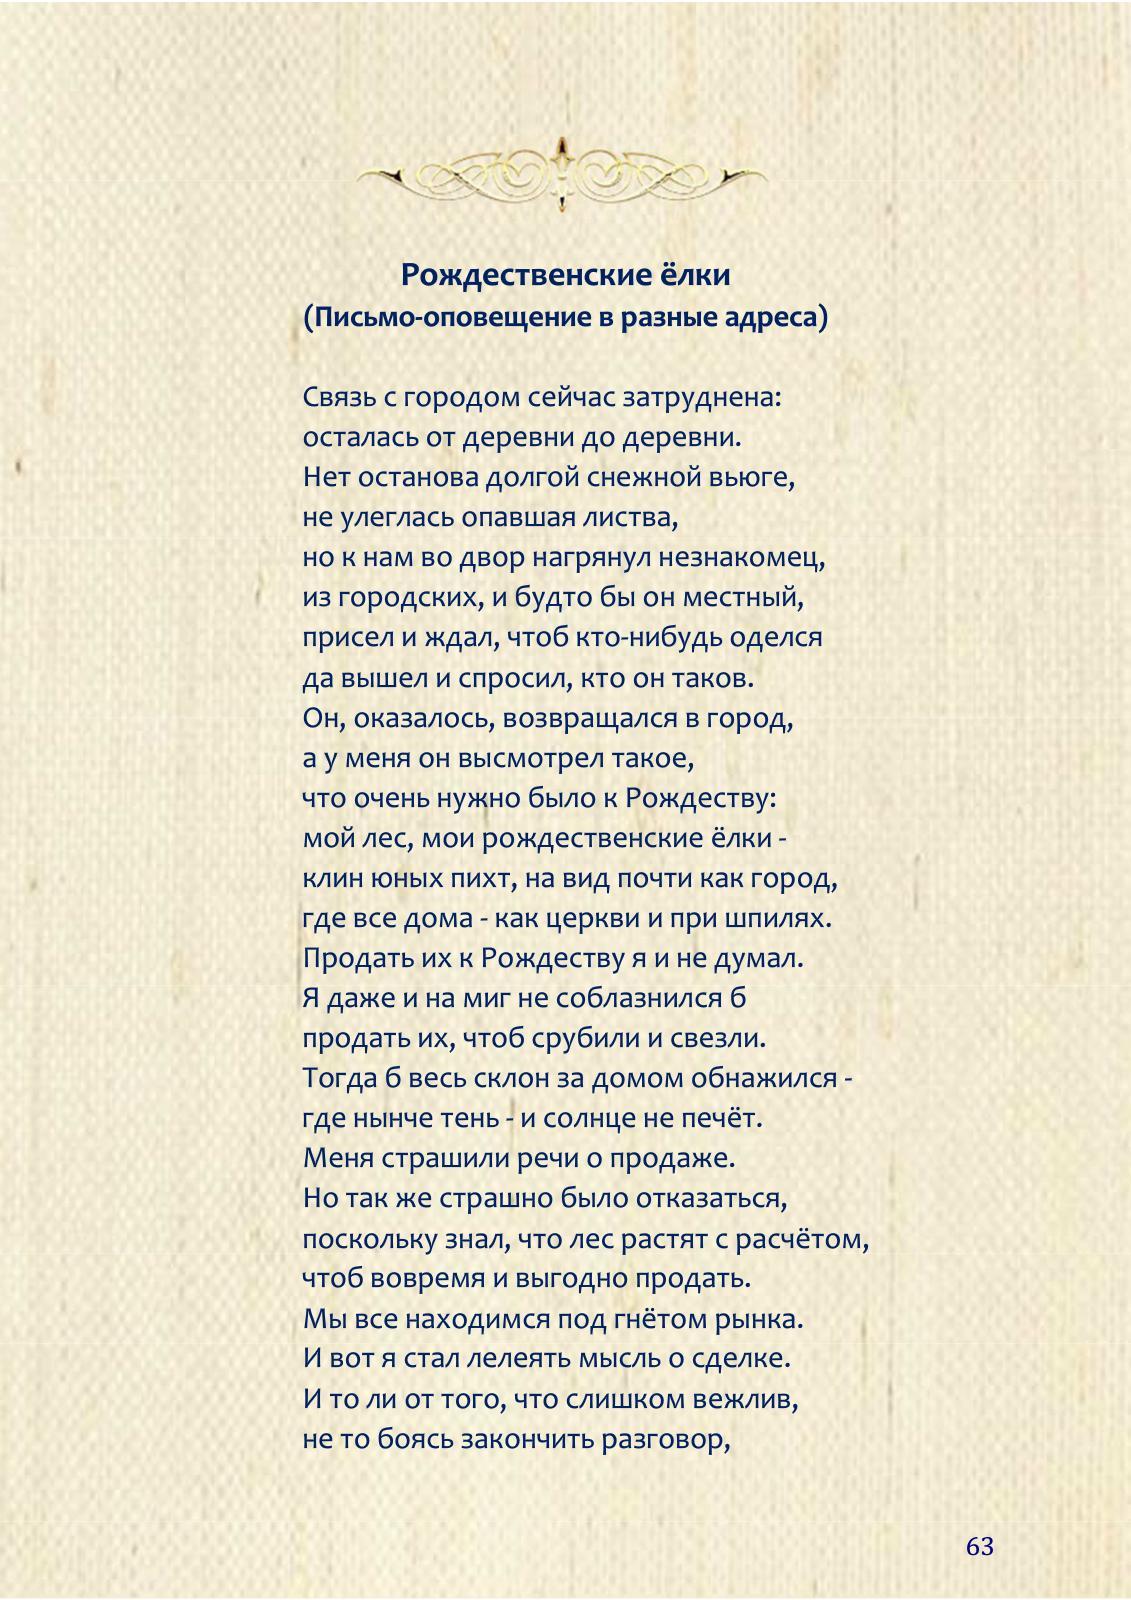 Рождественские ёлки
(Письмо-оповещение в разные адреса)
Связь с городом сейчас затруднена:
осталась от деревни до деревни.
Нет останова долгой снежной вьюге,
не улеглась опавшая листва,
но к нам во двор нагрянул незнакомец,
из городских, и будто бы он местный,
присел и ждал, чтоб кто-нибудь оделся
да вышел и спросил, кто он таков.
Он, оказалось, возвращался в город,
а у меня он высмотрел такое,
что очень нужно было к Рождеству:
мой лес, мои рождественские ёлки -
клин юных пихт, на вид почти как город,
где все дома - как церкви и при шпилях.
Продать их к Рождеству я и не думал.
Я даже и на миг не соблазнился б
продать их, чтоб срубили и свезли.
Тогда б весь склон за домом обнажился -
где нынче тень - и солнце не печёт.
Меня страшили речи о продаже.
Но так же страшно было отказаться,
поскольку знал, что лес растят с расчётом,
чтоб вовремя и выгодно продать.
Мы все находимся под гнётом рынка.
И вот я стал лелеять мысль о сделке.
И то ли от того, что слишком вежлив,
не то боясь закончить разговор,
63